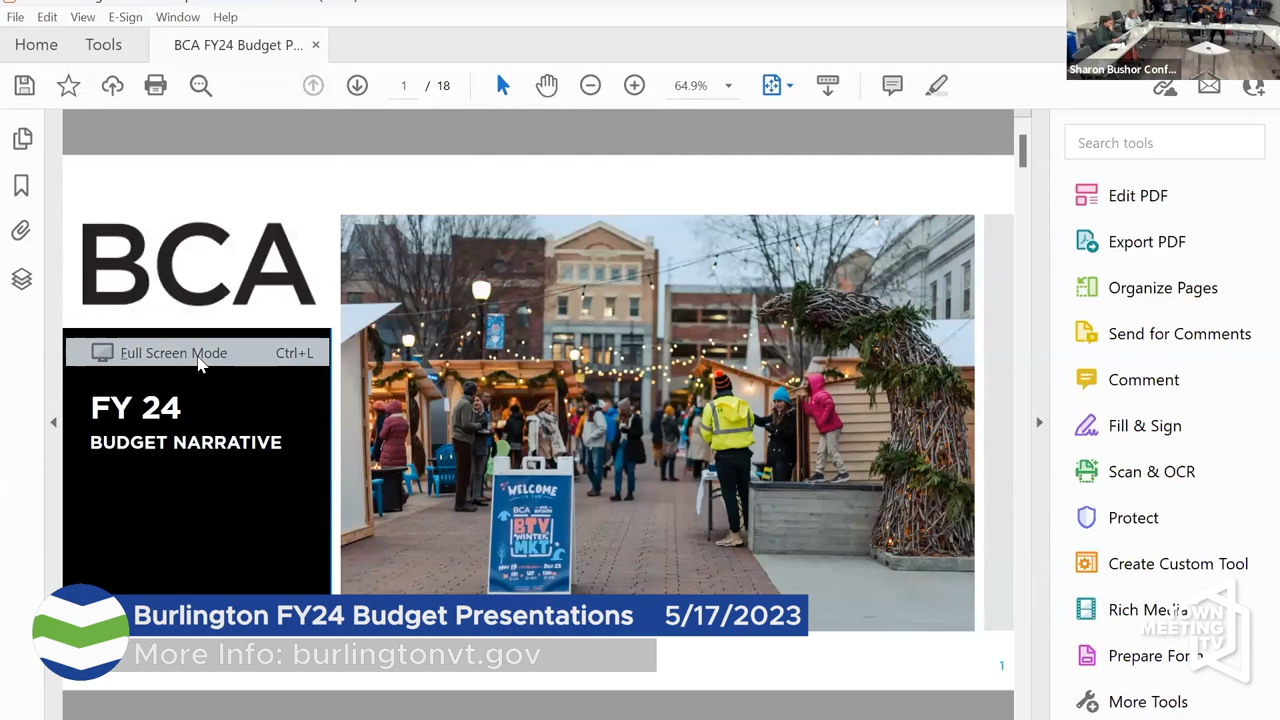 File Edit View E-Sign Window Help
Home Tools BCA FY24 Budget P... ×
1 / 18 64.9%
Sharon Bushor Conf...
Search tools
Edit PDF
Export PDF
Organize Pages
Send for Comments
Comment
Fill & Sign
Scan & OCR
Protect
Create Custom Tool
Rich Media
Prepare Form
More Tools
BCA
Full Screen Mode Ctrl+L
FY 24
BUDGET NARRATIVE
WELCOME
BCA
BTV
WINTER
MKT
Burlington FY24 Budget Presentations 5/17/2023
More Info: burlingtonvt.gov
1
TOWN
MEETING
TV